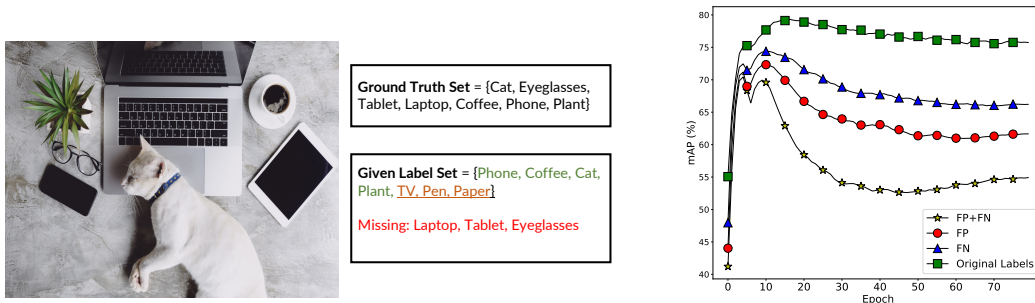 Ground Truth Set = {Cat, Eyeglasses,
Tablet, Laptop, Coffee, Phone, Plant}
Given Label Set = {Phone, Coffee, Cat,
Plant, TV, Pen, Paper}
Missing: Laptop, Tablet, Eyeglasses
mAP (%)
80
75
70
65
60
55
50
45
40
0
10
20
30
40
50
60
70
Epoch
FP+FN
FP
FN
Original Labels